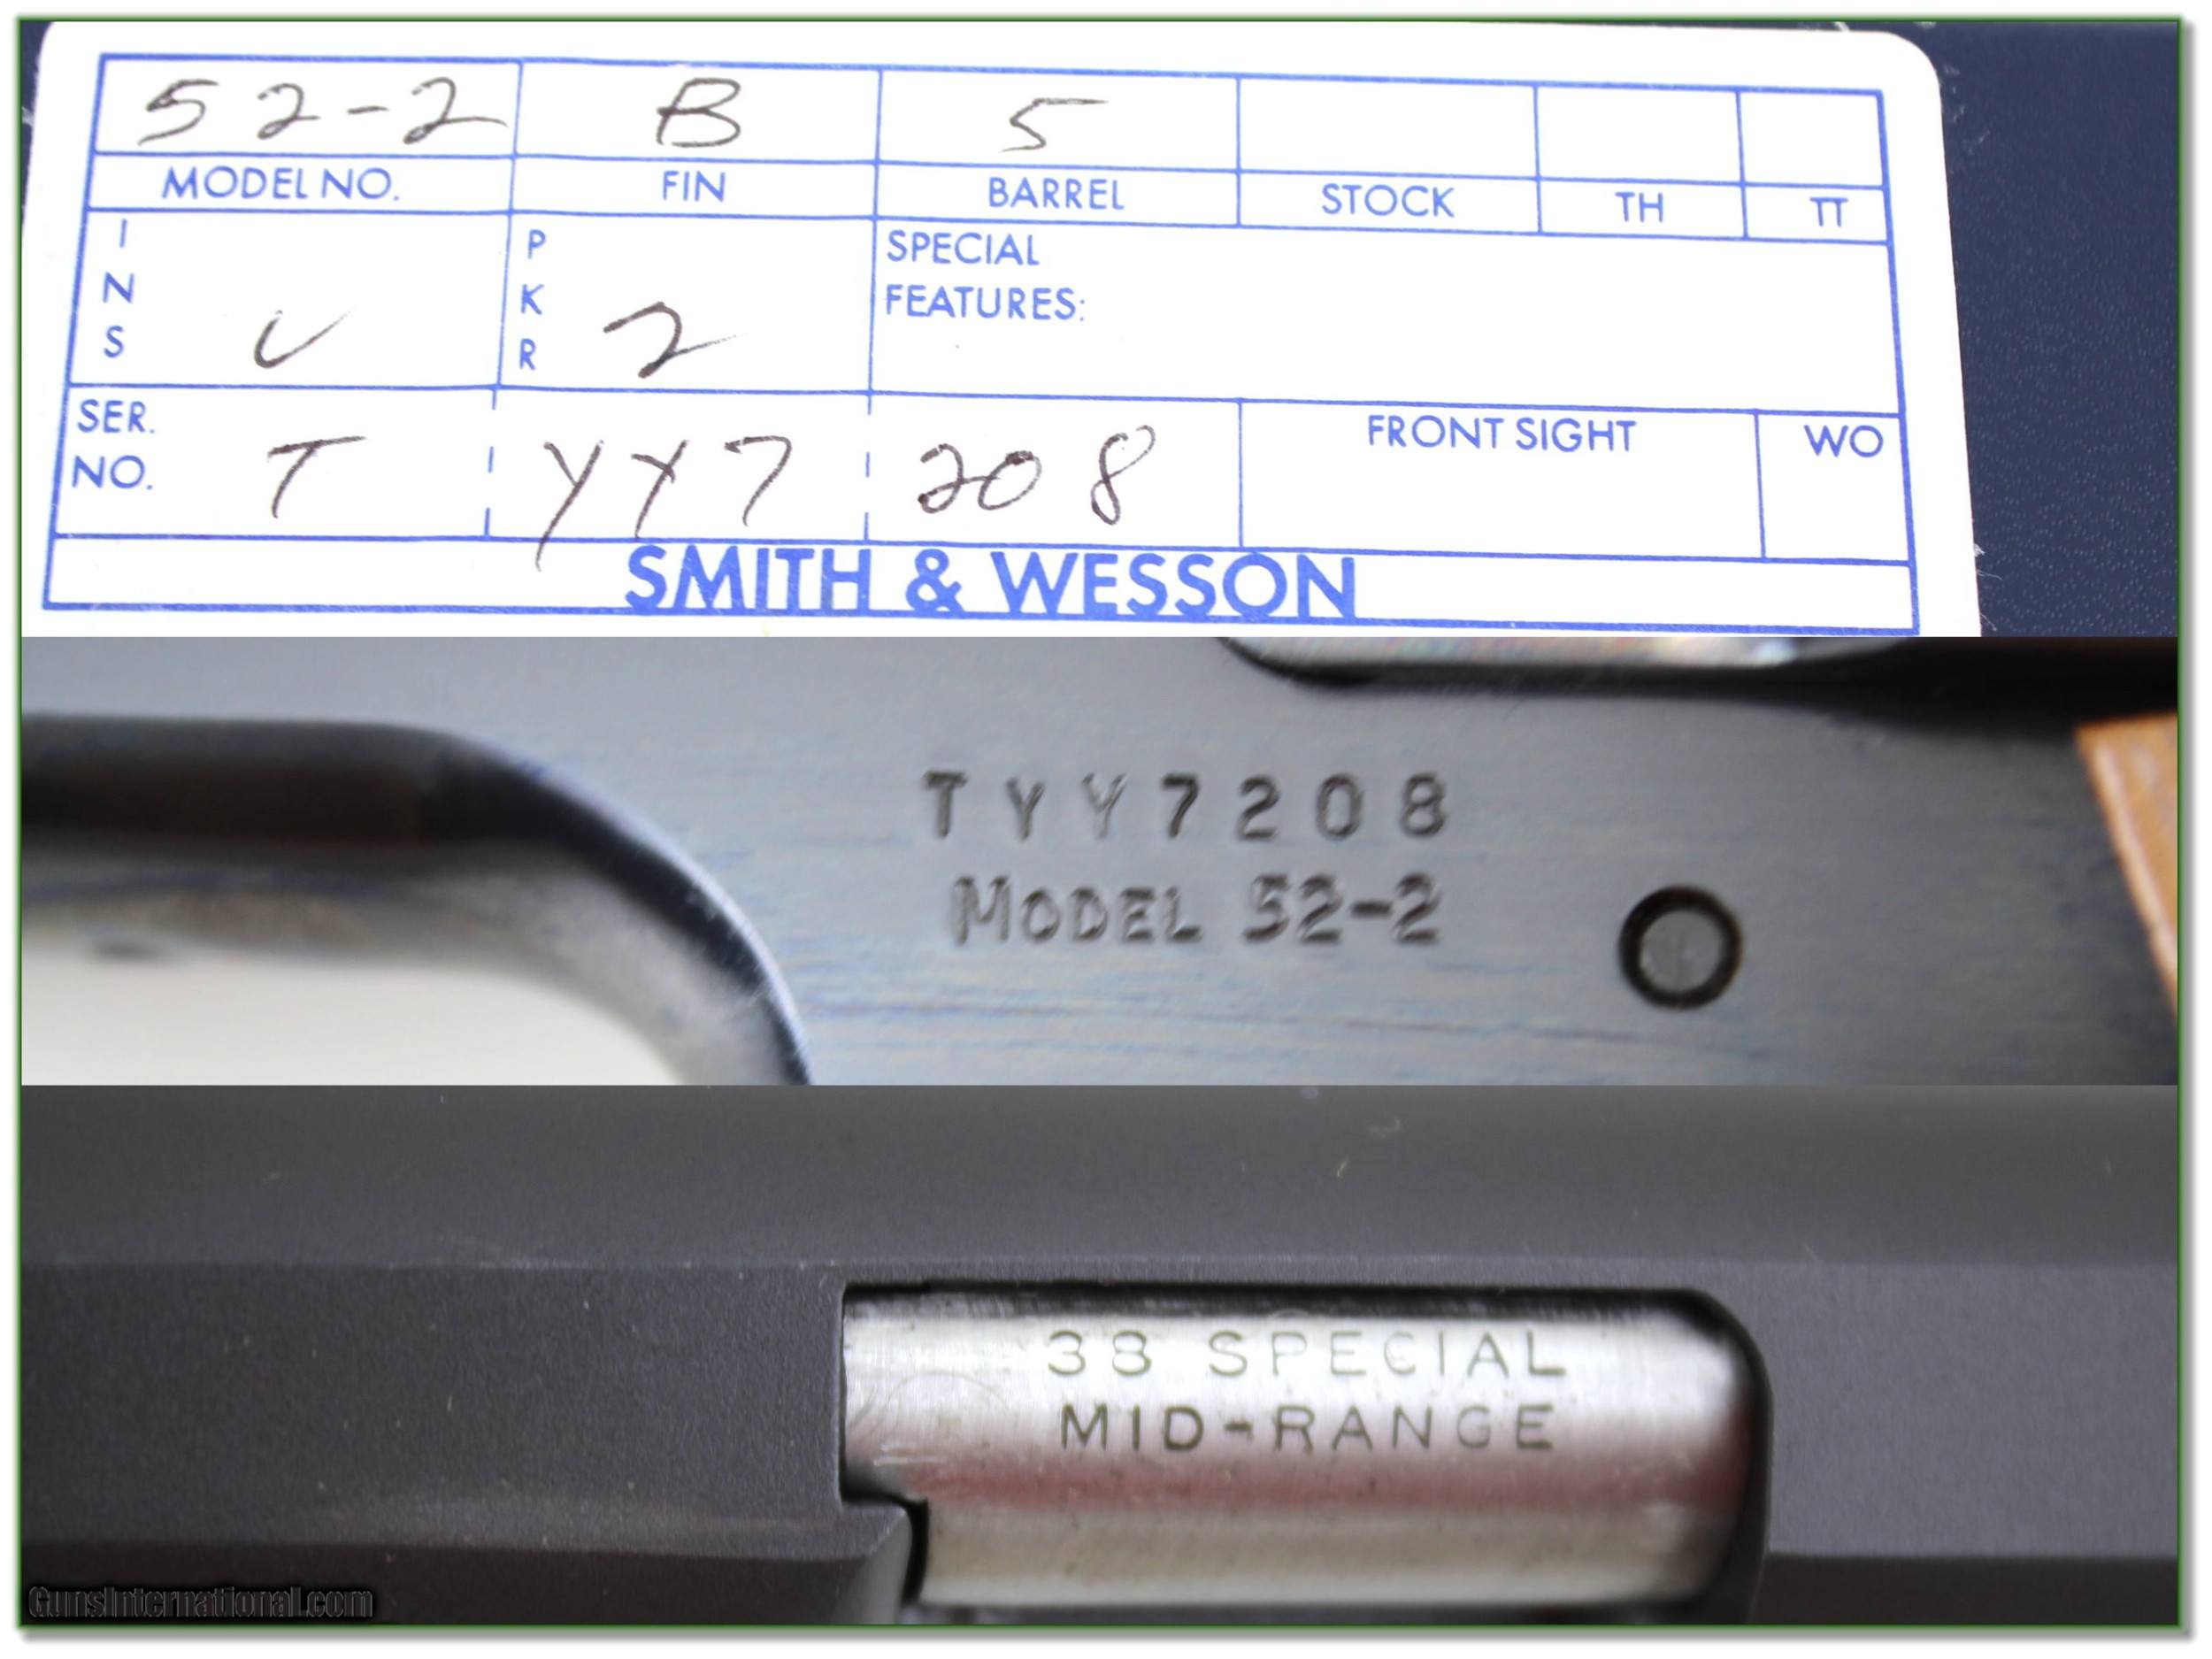 52-2 B 5
MODEL NO. FIN BARREL STOCK TH TT
INS PKR 2 SPECIAL
FEATURES:
SER. NO. T YY7 208 FRONT SIGHT WO
SMITH & WESSON
TYY7208
MODEL 52-2
38 SPECIAL
MID-RANGE
GunsInternational.com